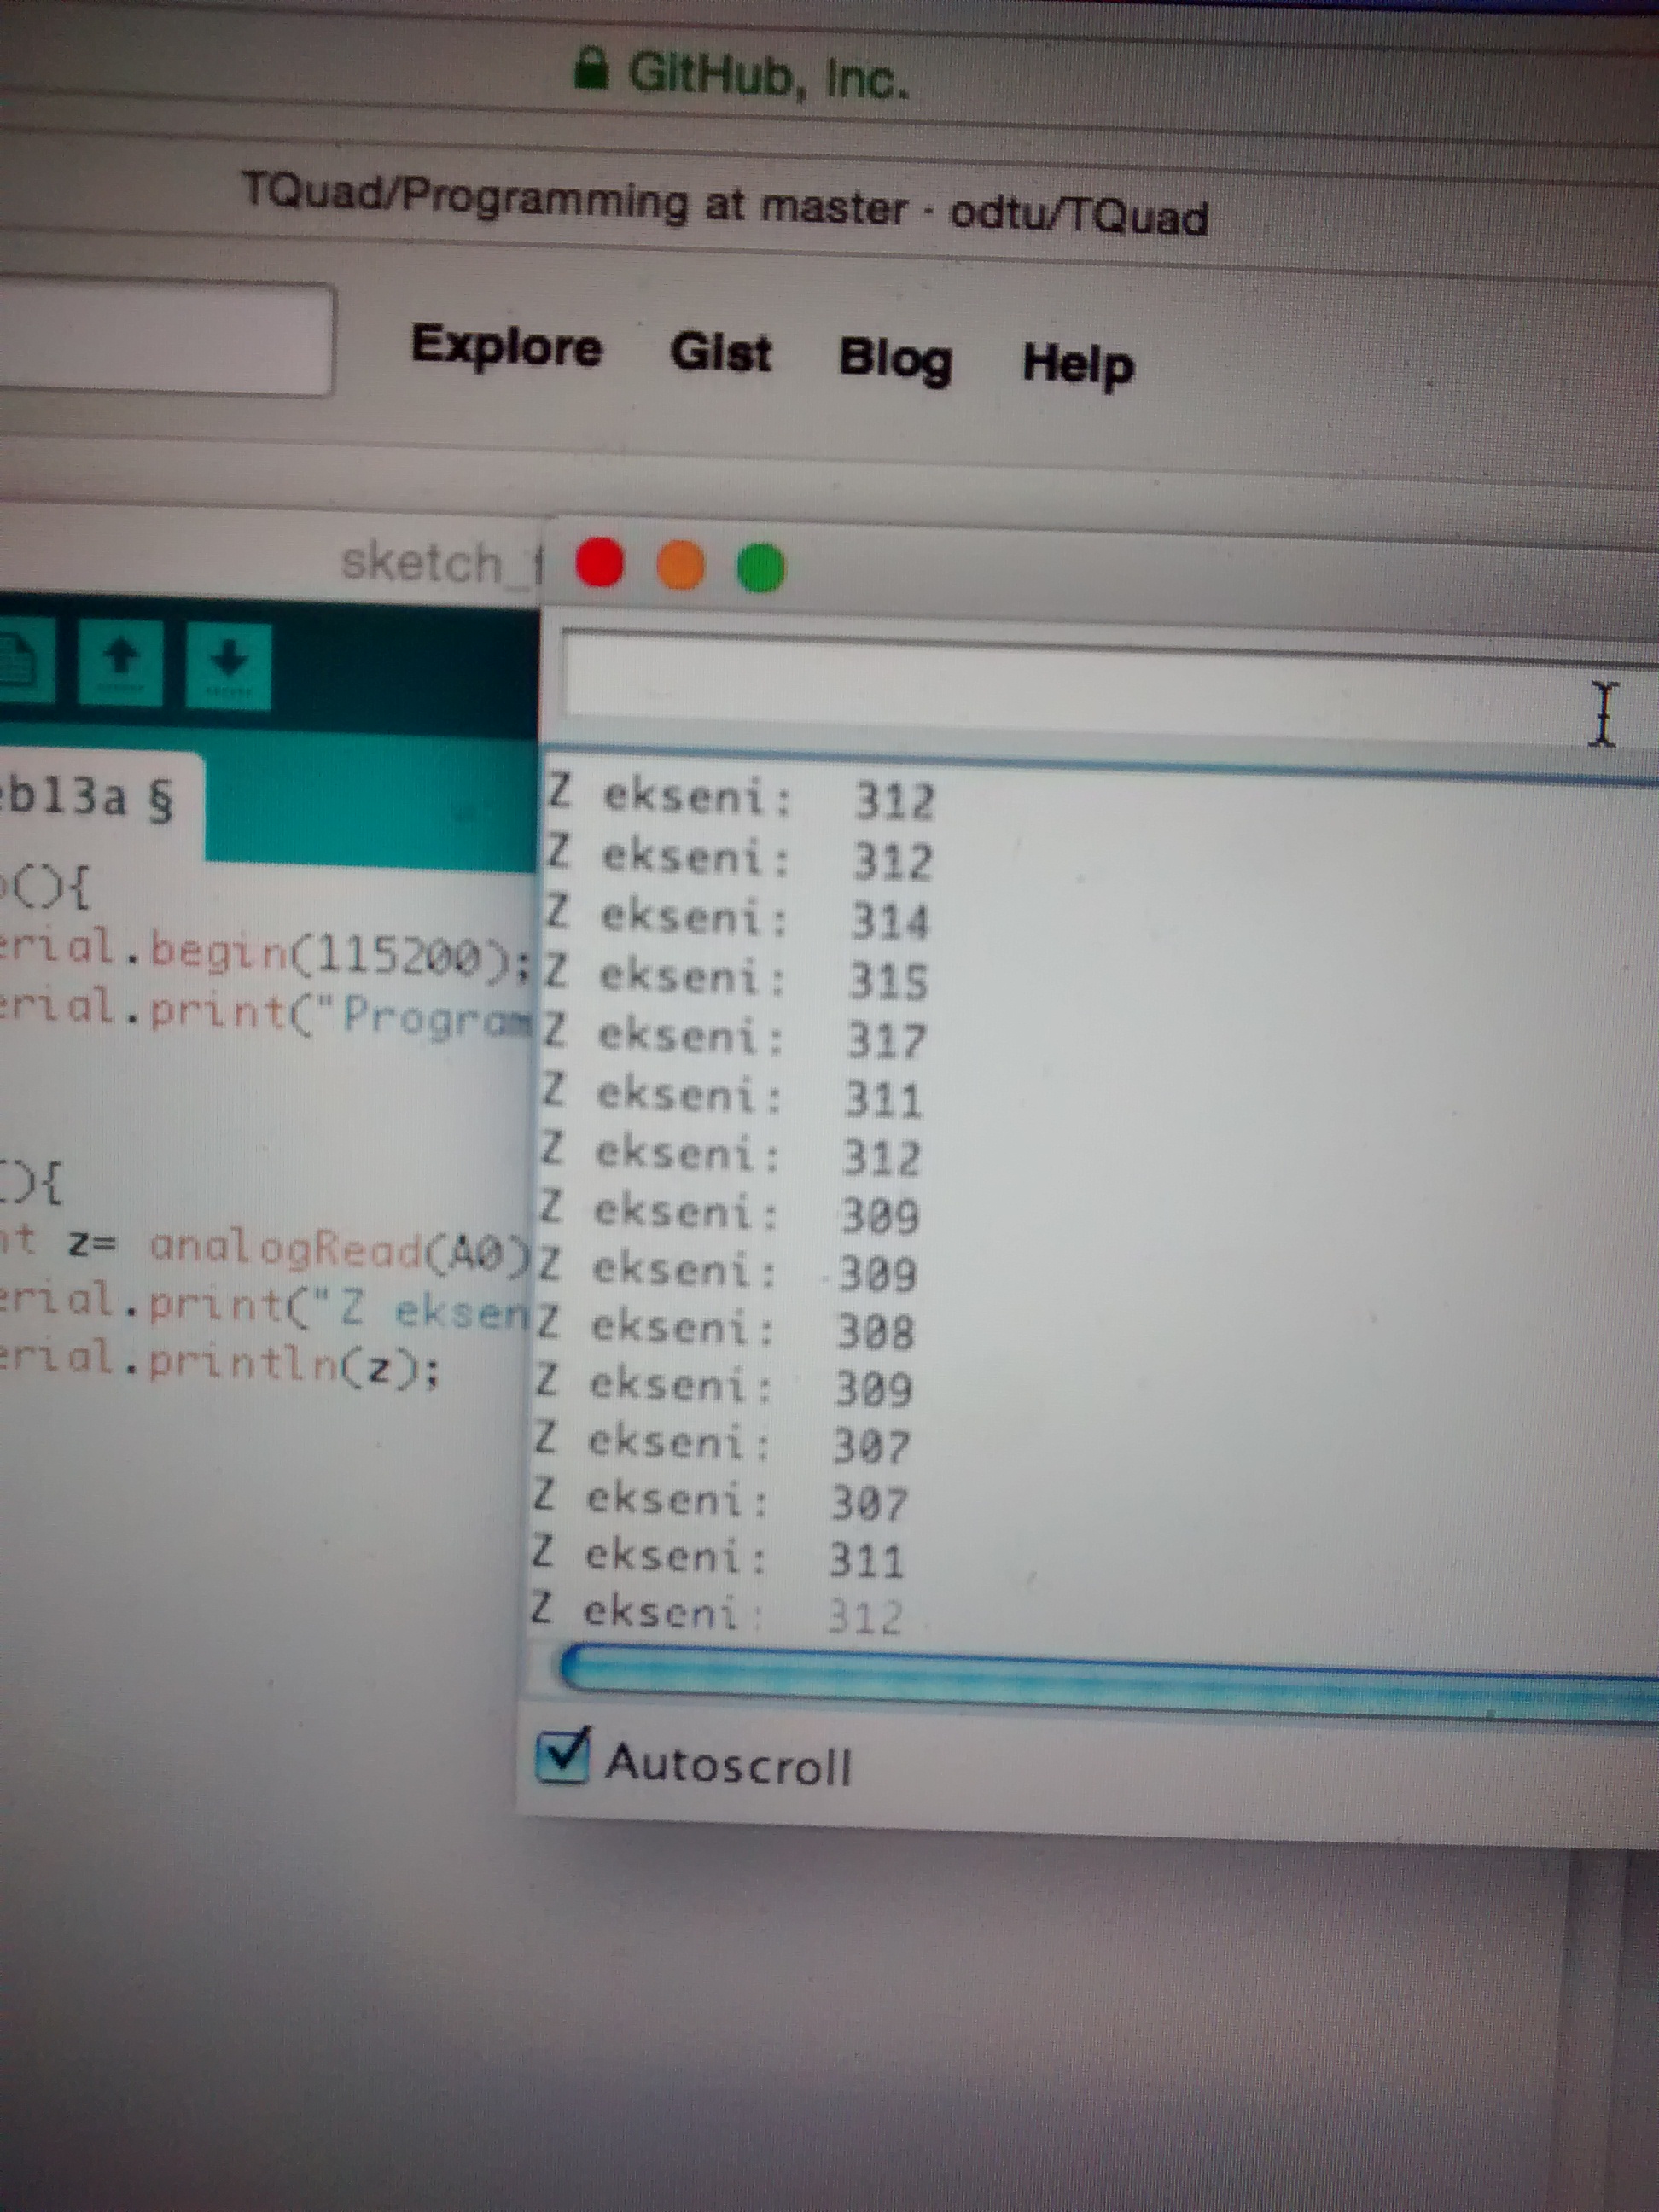 GitHub, Inc.
TQuad/Programming at master · odtu/TQuad
Explore Gist Blog Help
sketch_f
eb13a §
(){
erial.begin(115200);
erial.print("Program
(){
nt z= analogRead(A0)
erial.print("Z eksen
erial.println(z);
Z ekseni: 312
Z ekseni: 312
Z ekseni: 314
Z ekseni: 315
Z ekseni: 317
Z ekseni: 311
Z ekseni: 312
Z ekseni: 309
Z ekseni: 309
Z ekseni: 308
Z ekseni: 309
Z ekseni: 307
Z ekseni: 307
Z ekseni: 311
Z ekseni: 312
Autoscroll